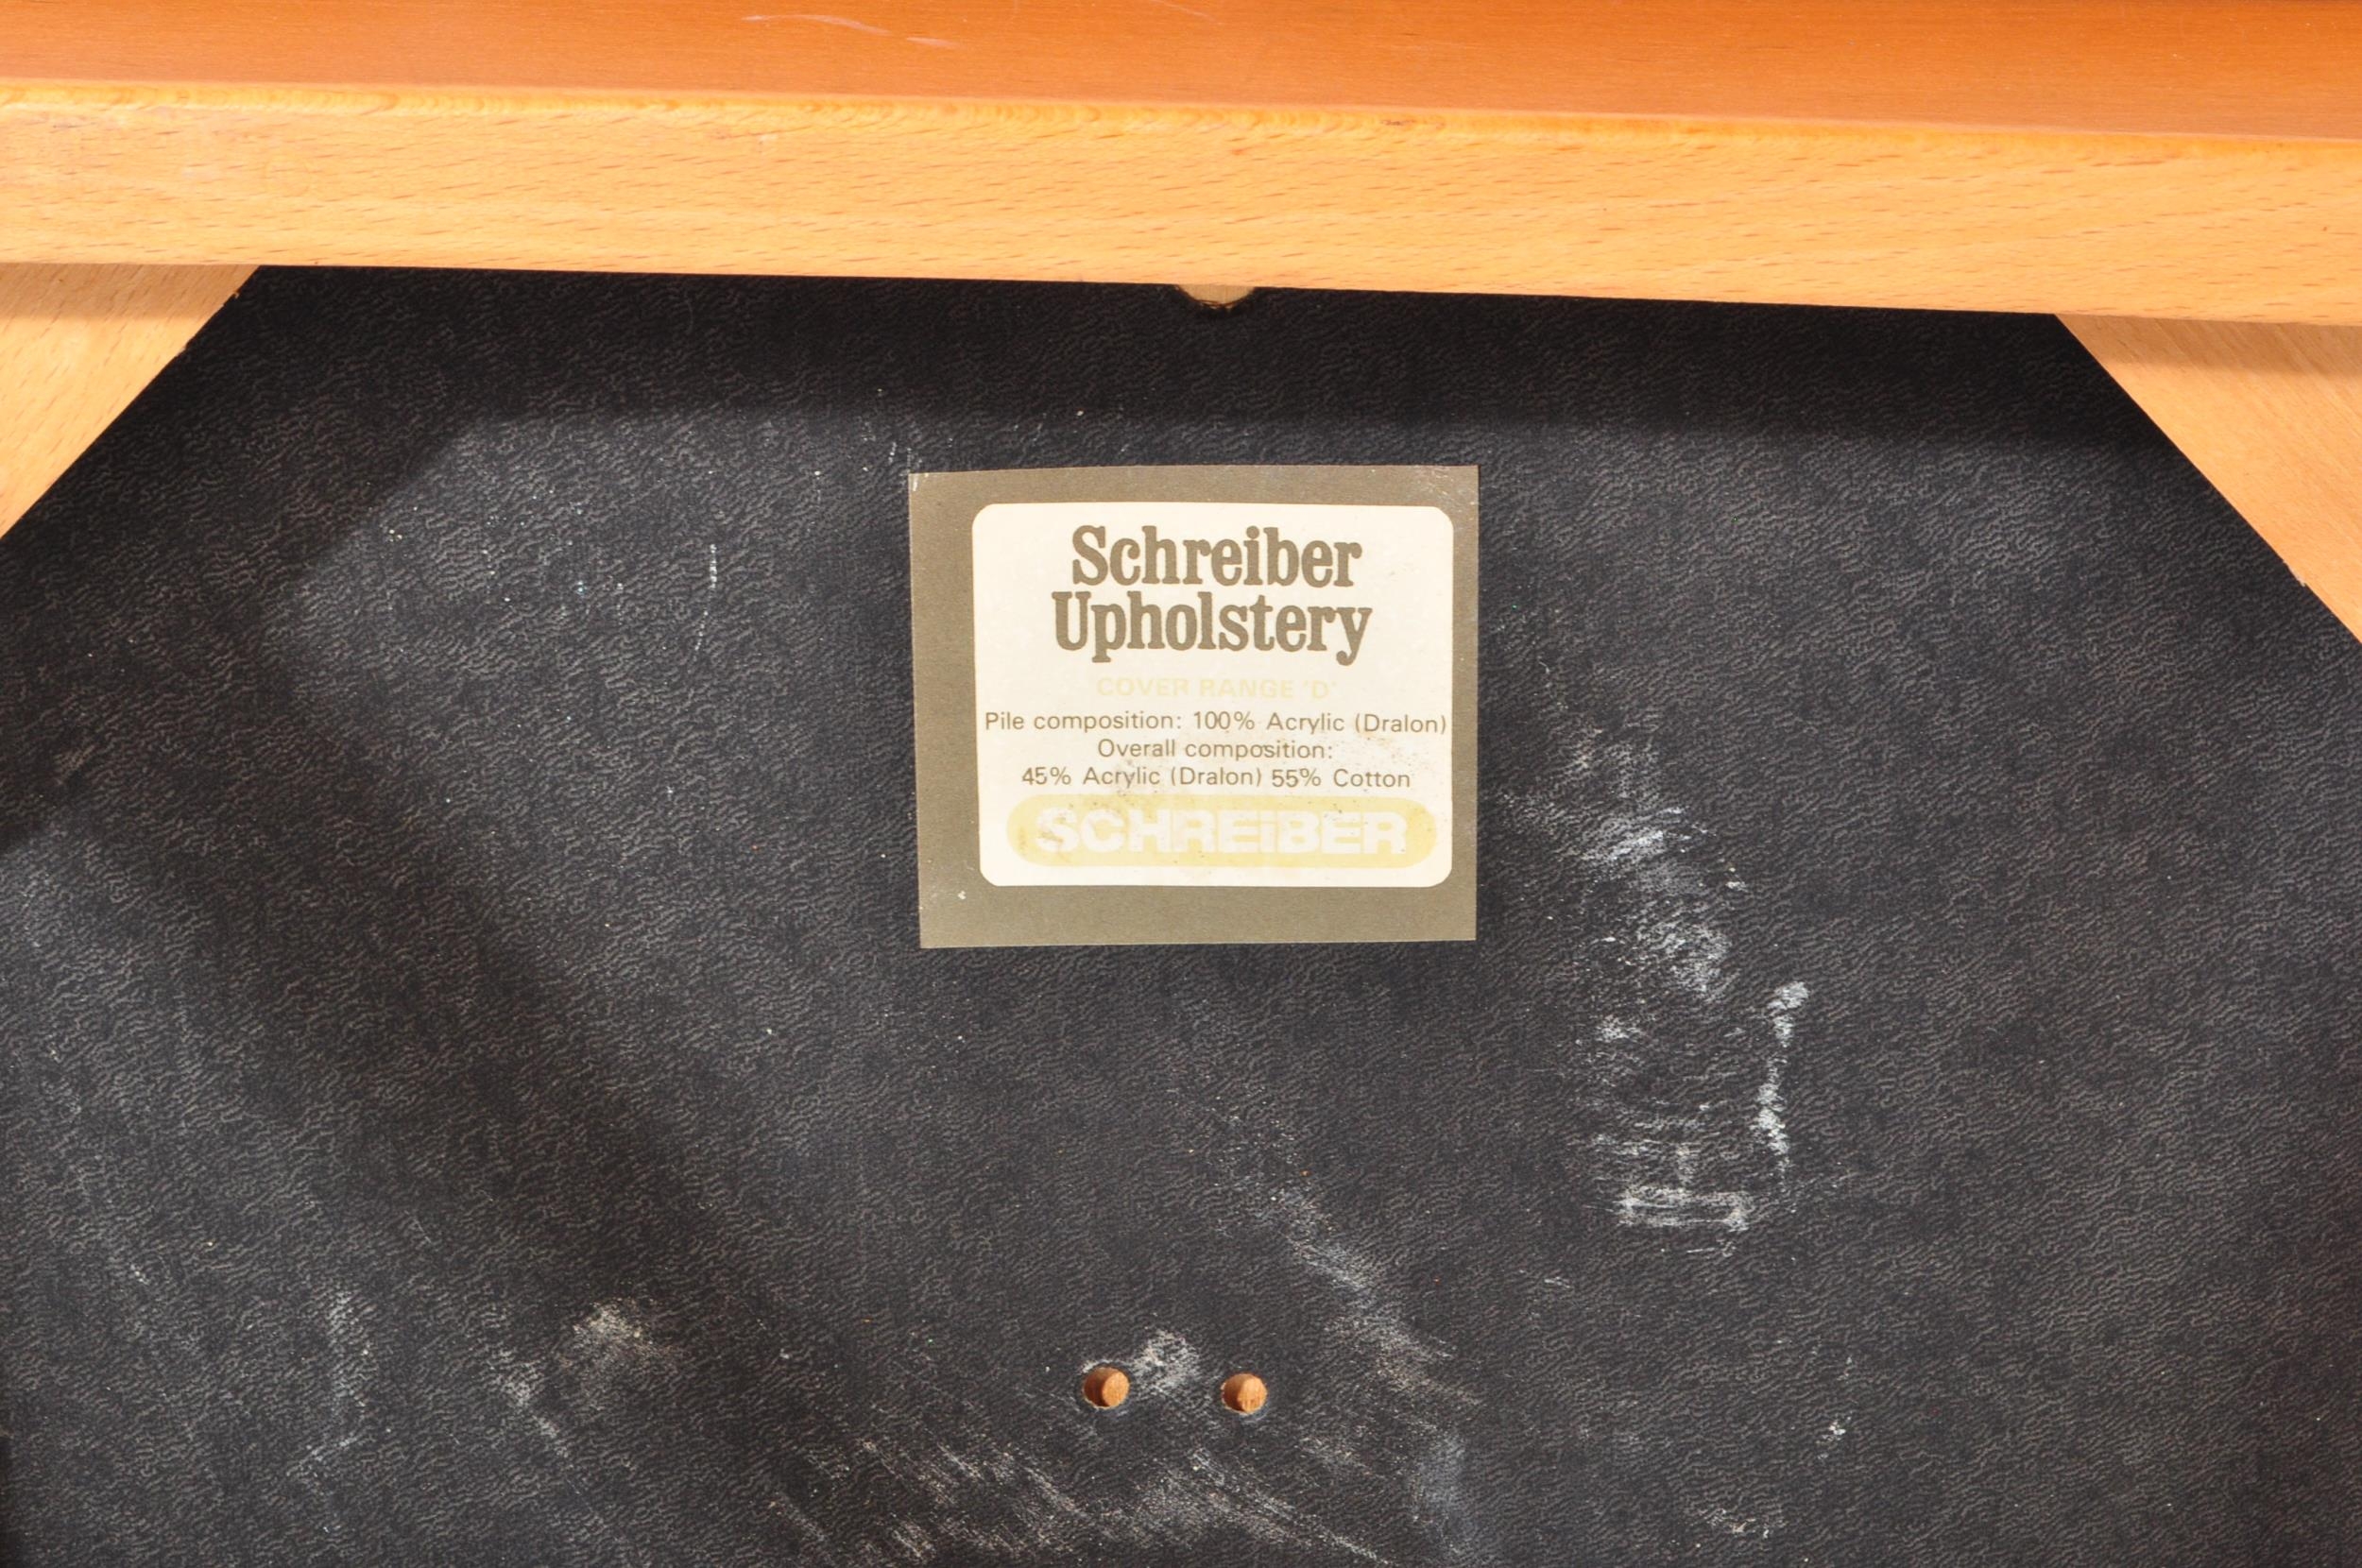 Schreiber
Upholstery
COVER RANGE 'D'
Pile composition: 100% Acrylic (Dralon)
Overall composition:
45% Acrylic (Dralon) 55% Cotton
SCHREiBER